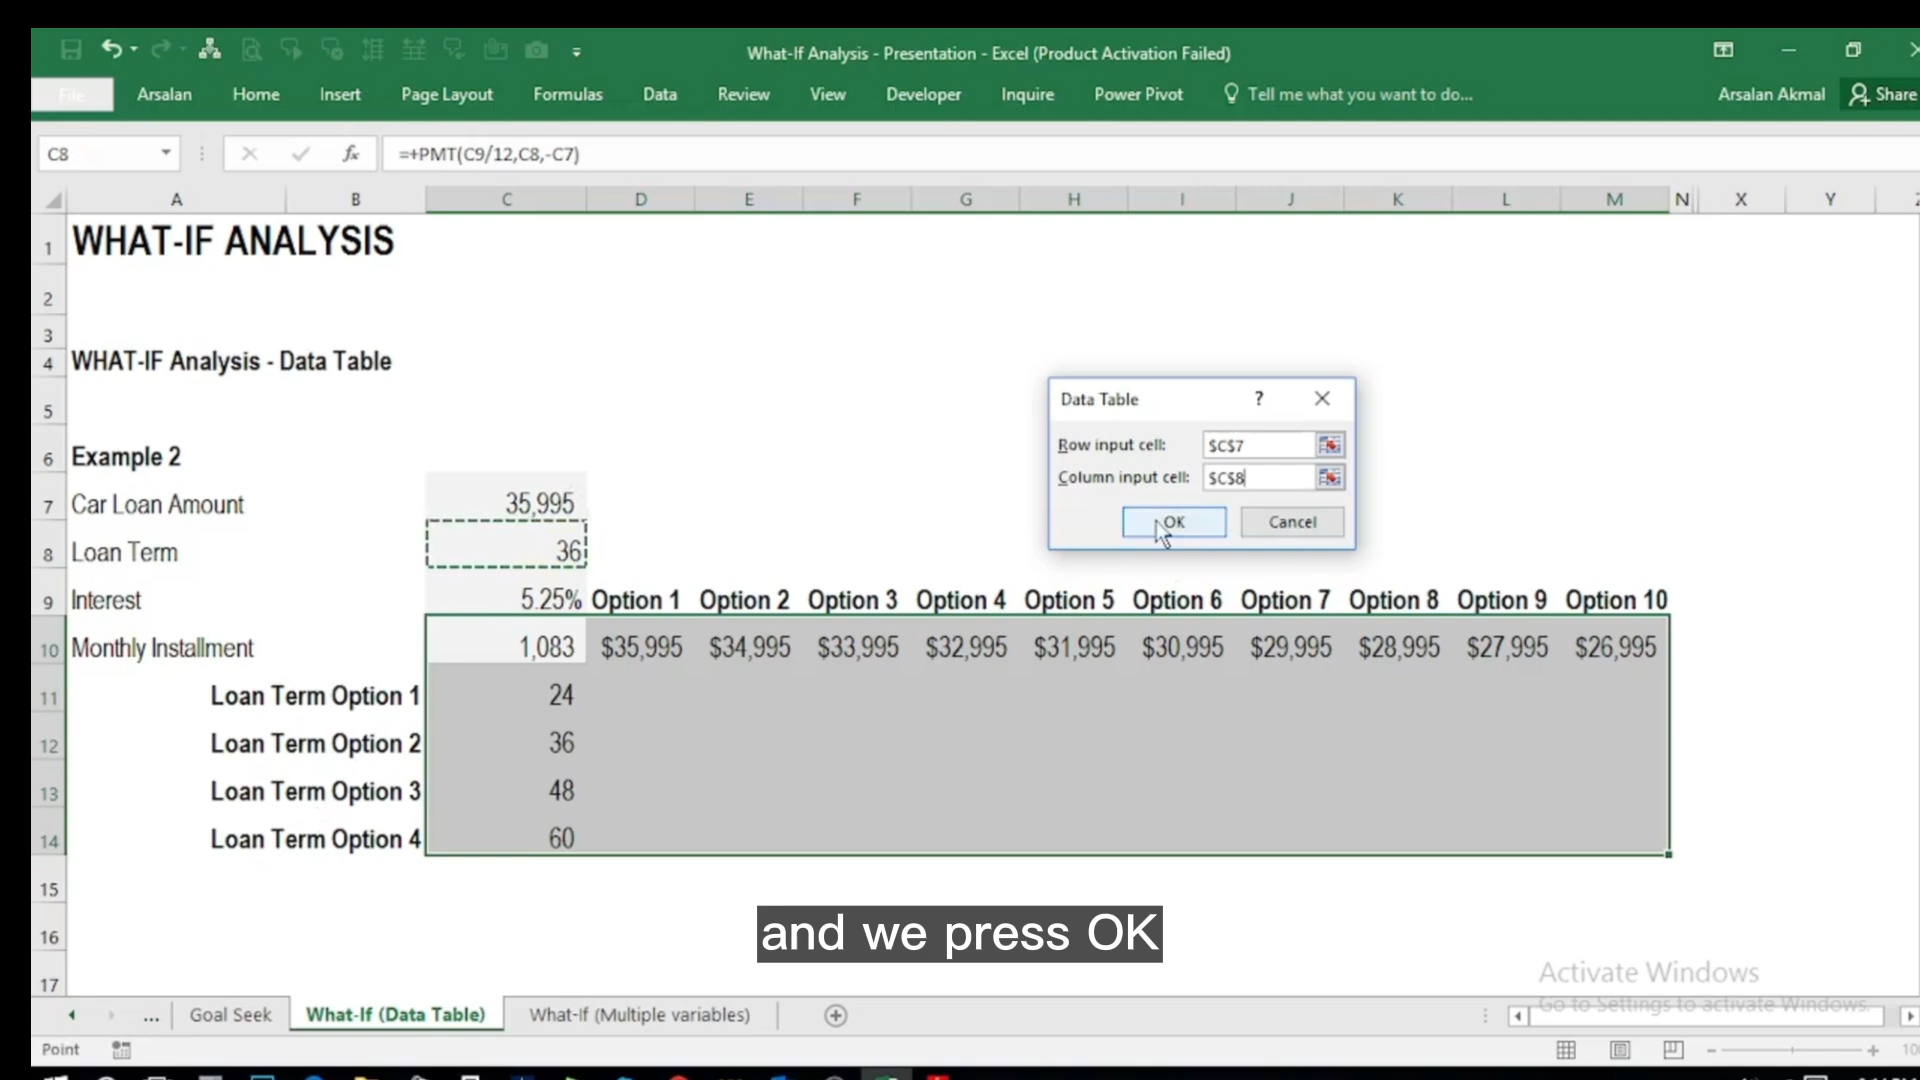 What-If Analysis - Presentation - Excel (Product Activation Failed)
File Arsalan Home Insert Page Layout Formulas Data Review View Developer Inquire Power Pivot Tell me what you want to do... Arsalan Akmal Share
C8 fx =+PMT(C9/12,C8,-C7)
A B C D E F G H I J K L M N X Y Z
1 WHAT-IF ANALYSIS
2
3
4 WHAT-IF Analysis - Data Table
Data Table ?
5
Row input cell: $C$7
6 Example 2
Column input cell: $C$8
7 Car Loan Amount 35,995
OK Cancel
8 Loan Term 36
9 Interest 5.25% Option 1 Option 2 Option 3 Option 4 Option 5 Option 6 Option 7 Option 8 Option 9 Option 10
10 Monthly Installment 1,083 $35,995 $34,995 $33,995 $32,995 $31,995 $30,995 $29,995 $28,995 $27,995 $26,995
11 Loan Term Option 1 24
12 Loan Term Option 2 36
13 Loan Term Option 3 48
14 Loan Term Option 4 60
15
16
and we press OK
17
Activate Windows
Go to Settings to activate Windows.
... Goal Seek What-If (Data Table) What-If (Multiple variables)
Point